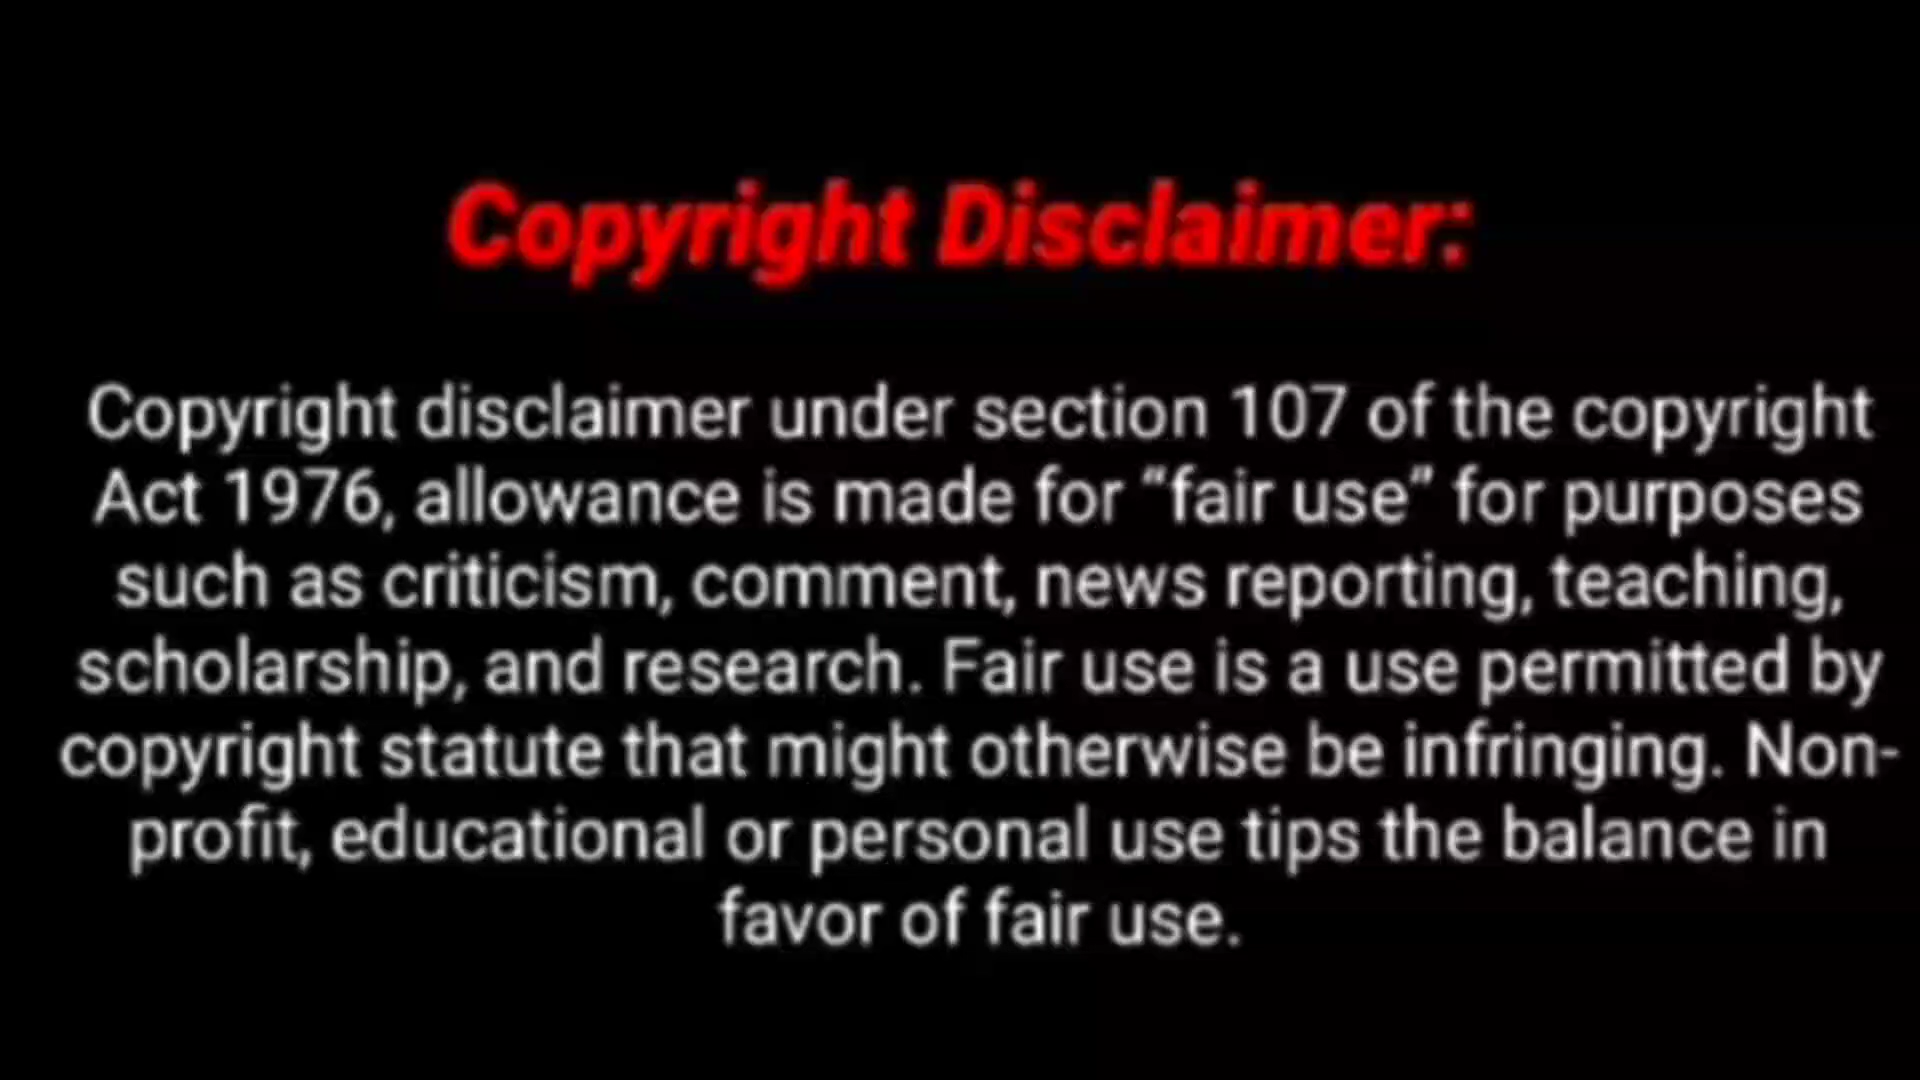 Copyright Disclaimer:
Copyright disclaimer under section 107 of the copyright
Act 1976, allowance is made for “fair use” for purposes
such as criticism, comment, news reporting, teaching,
scholarship, and research. Fair use is a use permitted by
copyright statute that might otherwise be infringing. Non-
profit, educational or personal use tips the balance in
favor of fair use.